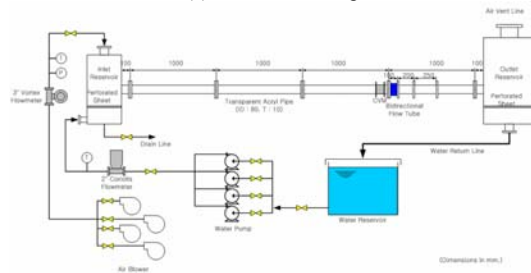 Air Vent Line
2" Vortex
Flowmeter
T
P
Inlet
Reservoir
Perforated
Sheet
1000
1000
1000
1000
200
250
Transparent Acryl Pipe
(ID : 80, T : 10)
CVM
Bidirectional
Flow Tube
Outlet
Reservoir
Perforated
Sheet
Drain Line
Water Return Line
T
2" Coriolis
Flowmeter
Water Pump
Water Reservoir
Air Blower
(Dimensions in mm.)